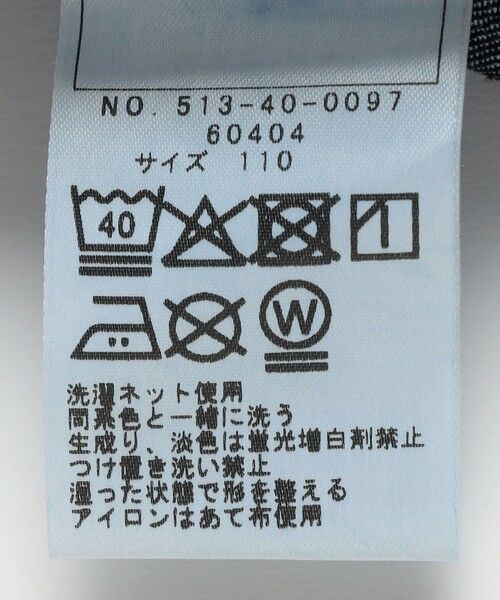 NO. 513-40-0097
60404
サイズ 110
40
W
洗濯ネット使用
同系色と一緒に洗う
生成り、淡色は蛍光増白剤禁止
つけ置き洗い禁止
湿った状態で形を整える
アイロンはあて布使用